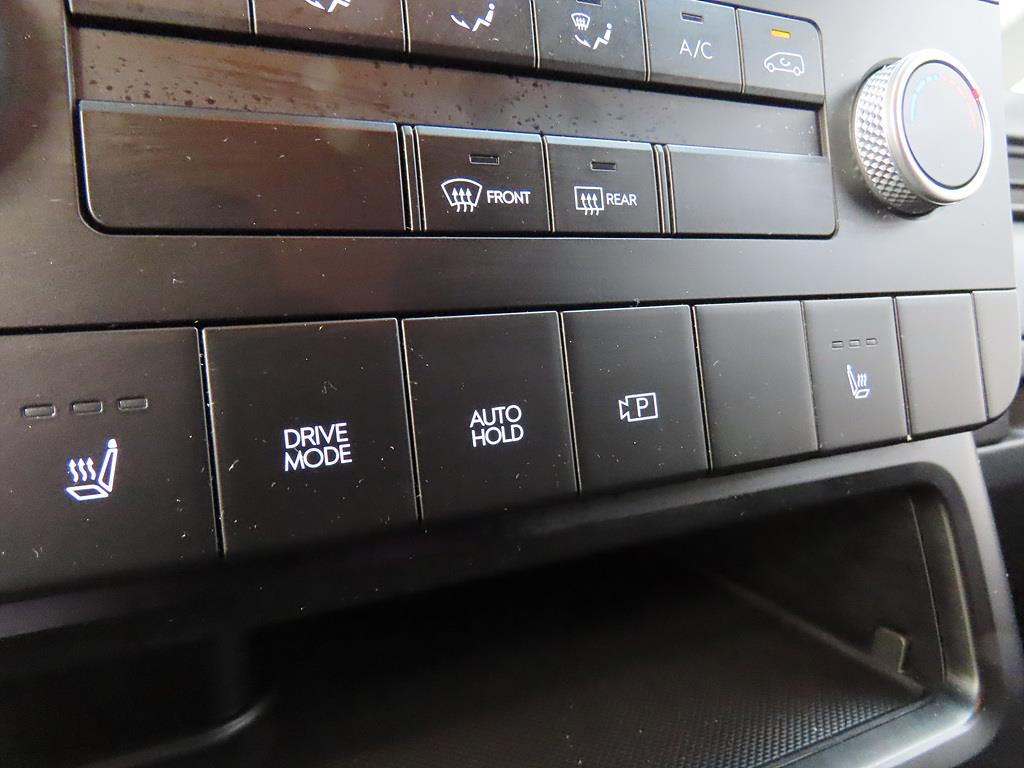 A/C
FRONT
REAR
DRIVE
MODE
AUTO
HOLD
P